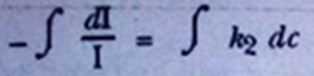 -∫ dI/I = ∫ k₂ dc